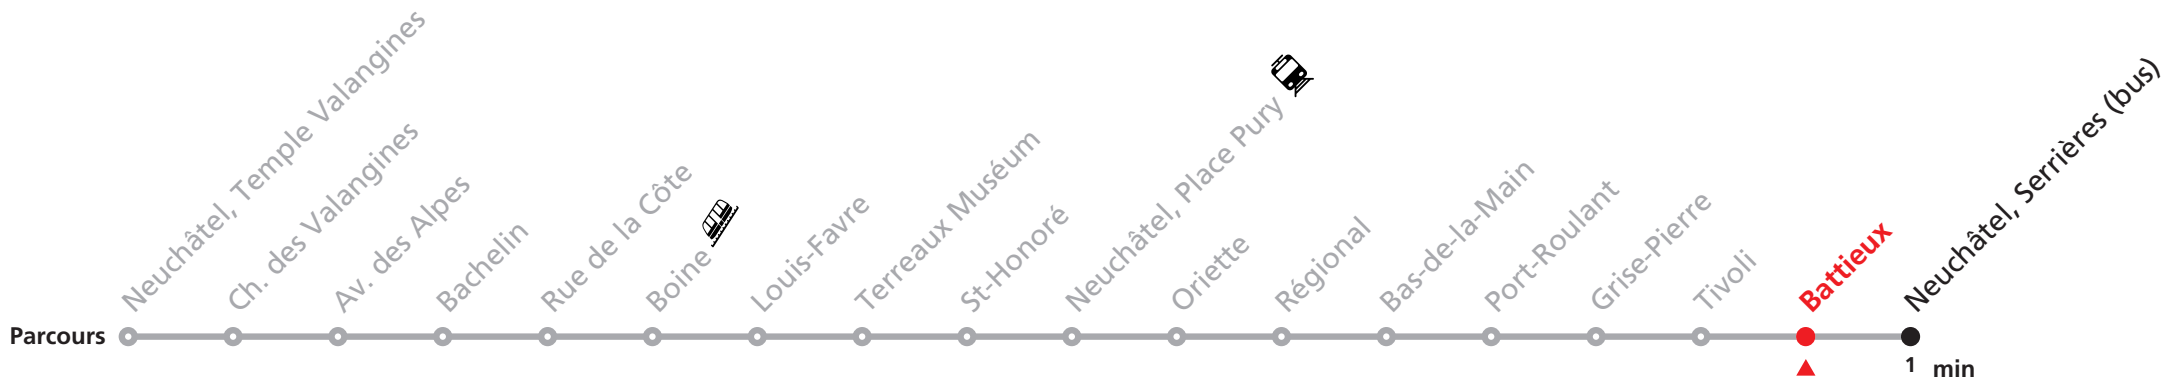 Neuchâtel, Temple Valangines
Ch. des Valangines
Av. des Alpes
Bachelin
Rue de la Côte
Boine
Louis-Favre
Terreaux Muséum
St-Honoré
Neuchâtel, Place Pury
Oriette
Régional
Bas-de-la-Main
Port-Roulant
Grise-Pierre
Tivoli
Battieux
Neuchâtel, Serrières (bus)
Parcours
1 min